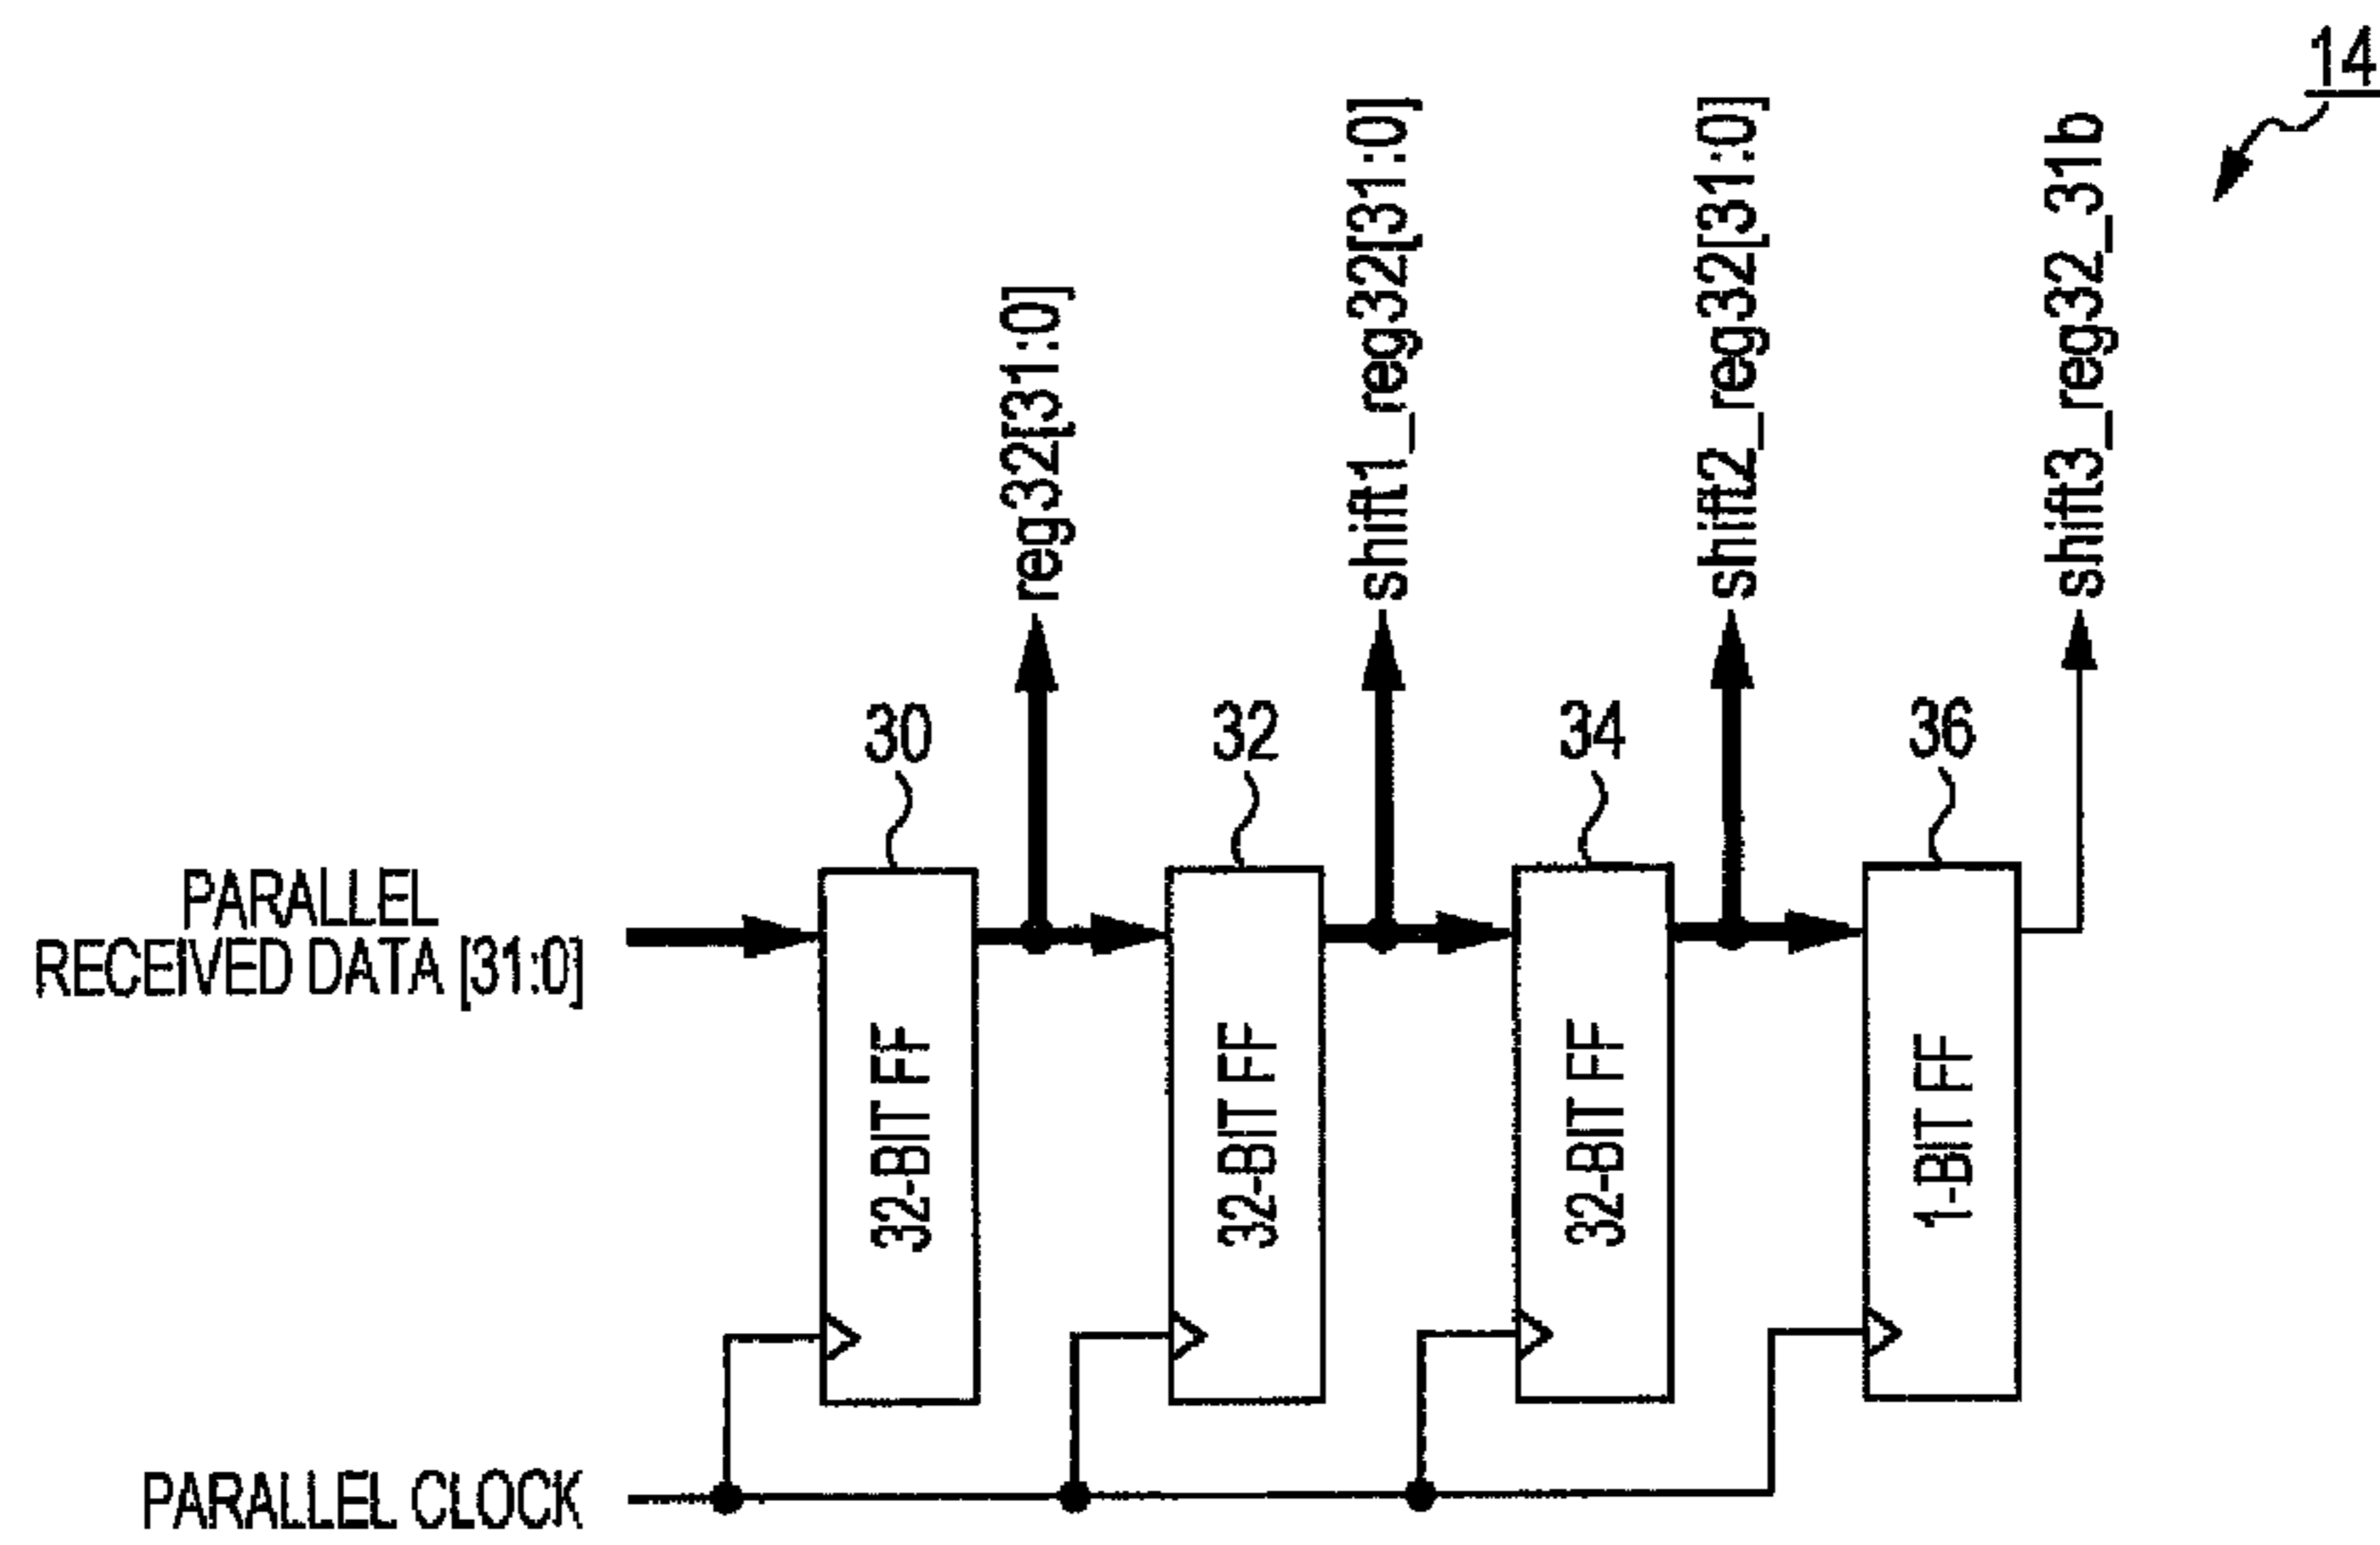 14
reg32[31:0]
shift1_reg32[31:0]
shift2_reg32[31:0]
shift3_reg32_31b
30
32
34
36
PARALLEL
RECEIVED DATA [31:0]
32-BIT FF
32-BIT FF
32-BIT FF
1-BIT FF
PARALLEL CLOCK